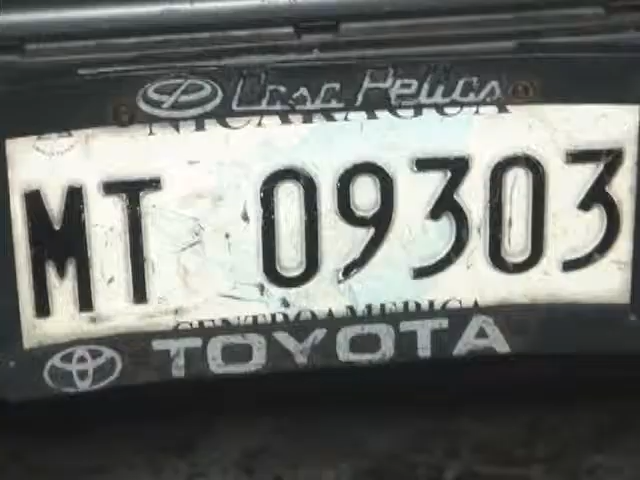 Casa Pellas
NICARAGUA
MT 09303
CENTROAMERICA
TOYOTA